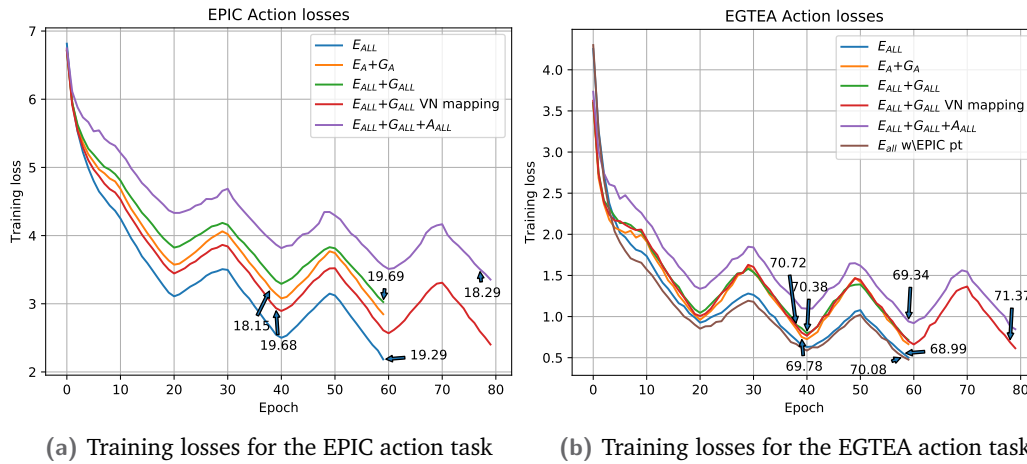 EPIC Action losses
E_ALL
E_A+G_A
E_ALL+G_ALL
E_ALL+G_ALL VN mapping
E_ALL+G_ALL+A_ALL
7
6
5
4
3
2
Training loss
19.69
18.29
18.15
19.68
19.29
0 10 20 30 40 50 60 70 80
Epoch
(a) Training losses for the EPIC action task
EGTEA Action losses
E_ALL
E_A+G_A
E_ALL+G_ALL
E_ALL+G_ALL VN mapping
E_ALL+G_ALL+A_ALL
E_all w\EPIC pt
4.0
3.5
3.0
2.5
2.0
1.5
1.0
0.5
Training loss
70.72
70.38
69.34
71.37
69.78
70.08
68.99
0 10 20 30 40 50 60 70 80
Epoch
(b) Training losses for the EGTEA action task